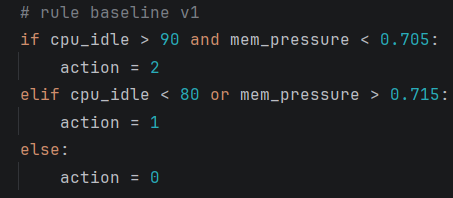 # rule baseline v1
if cpu_idle > 90 and mem_pressure < 0.705:
    action = 2
elif cpu_idle < 80 or mem_pressure > 0.715:
    action = 1
else:
    action = 0